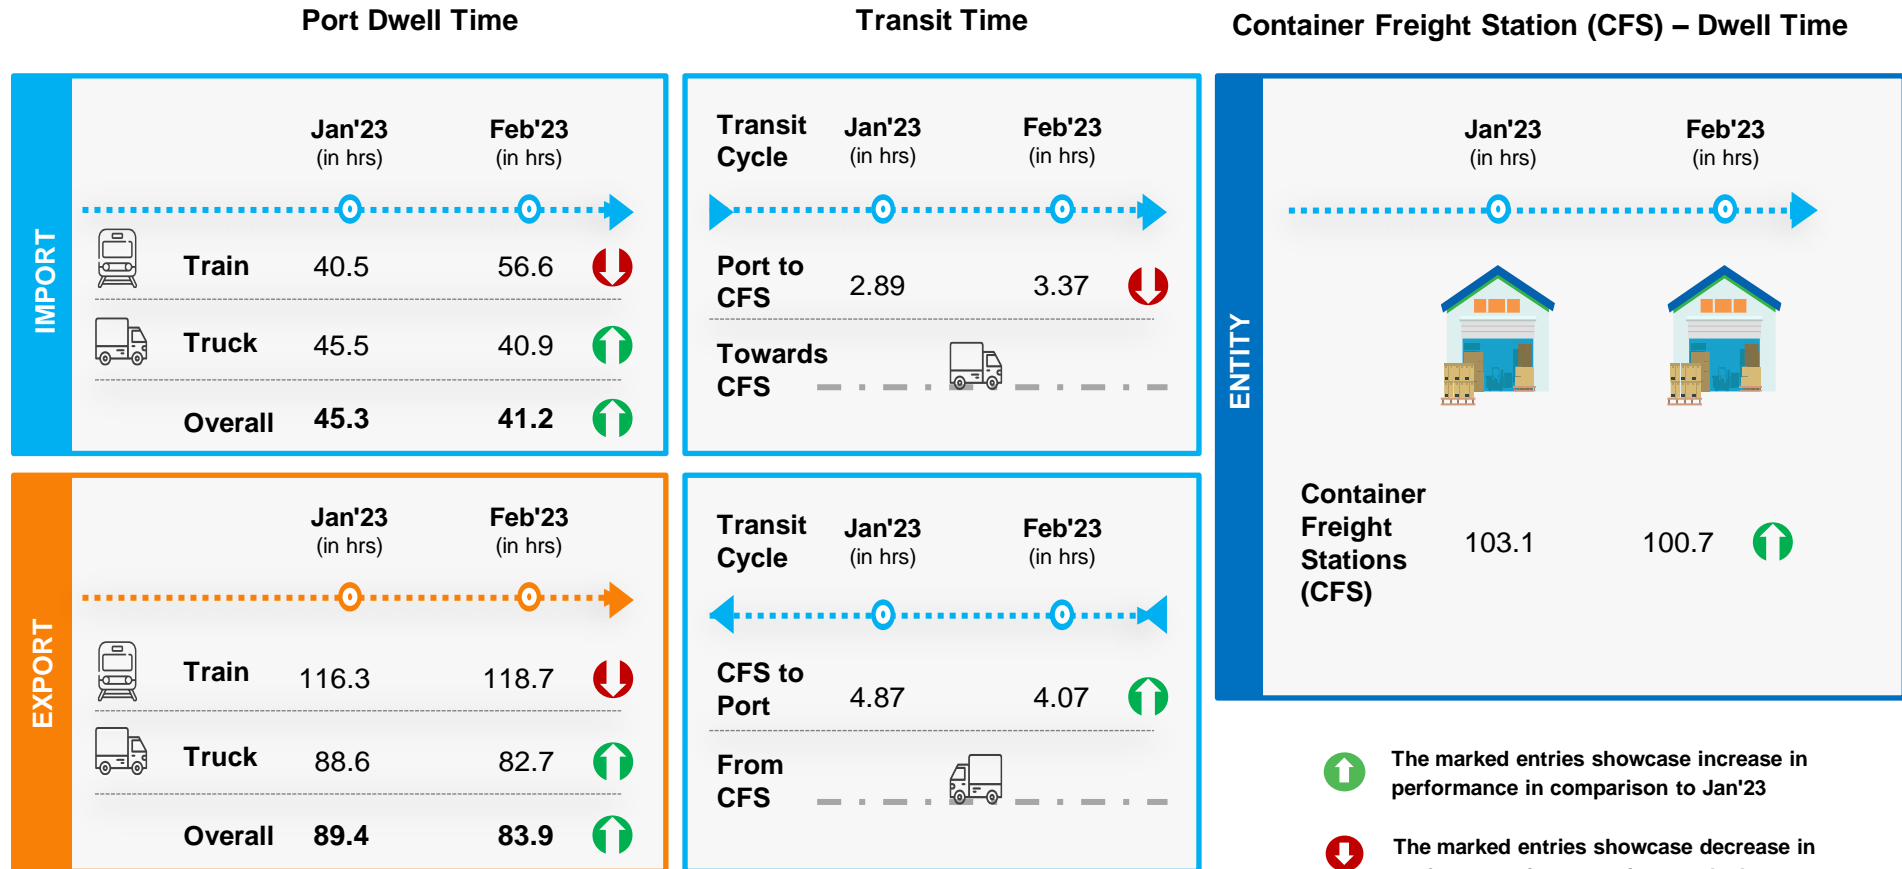 Port Dwell Time
IMPORT
Jan'23 Feb'23
(in hrs) (in hrs)
Train 40.5 56.6
Truck 45.5 40.9
Overall 45.3 41.2
EXPORT
Jan'23 Feb'23
(in hrs) (in hrs)
Train 116.3 118.7
Truck 88.6 82.7
Overall 89.4 83.9
Transit Time
Transit Jan'23 Feb'23
Cycle (in hrs) (in hrs)
Port to
CFS 2.89 3.37
Towards
CFS
Transit Jan'23 Feb'23
Cycle (in hrs) (in hrs)
CFS to
Port 4.87 4.07
From
CFS
Container Freight Station (CFS) – Dwell Time
ENTITY
Jan'23 Feb'23
(in hrs) (in hrs)
Container
Freight
Stations 103.1 100.7
(CFS)
The marked entries showcase increase in
performance in comparison to Jan'23
The marked entries showcase decrease in